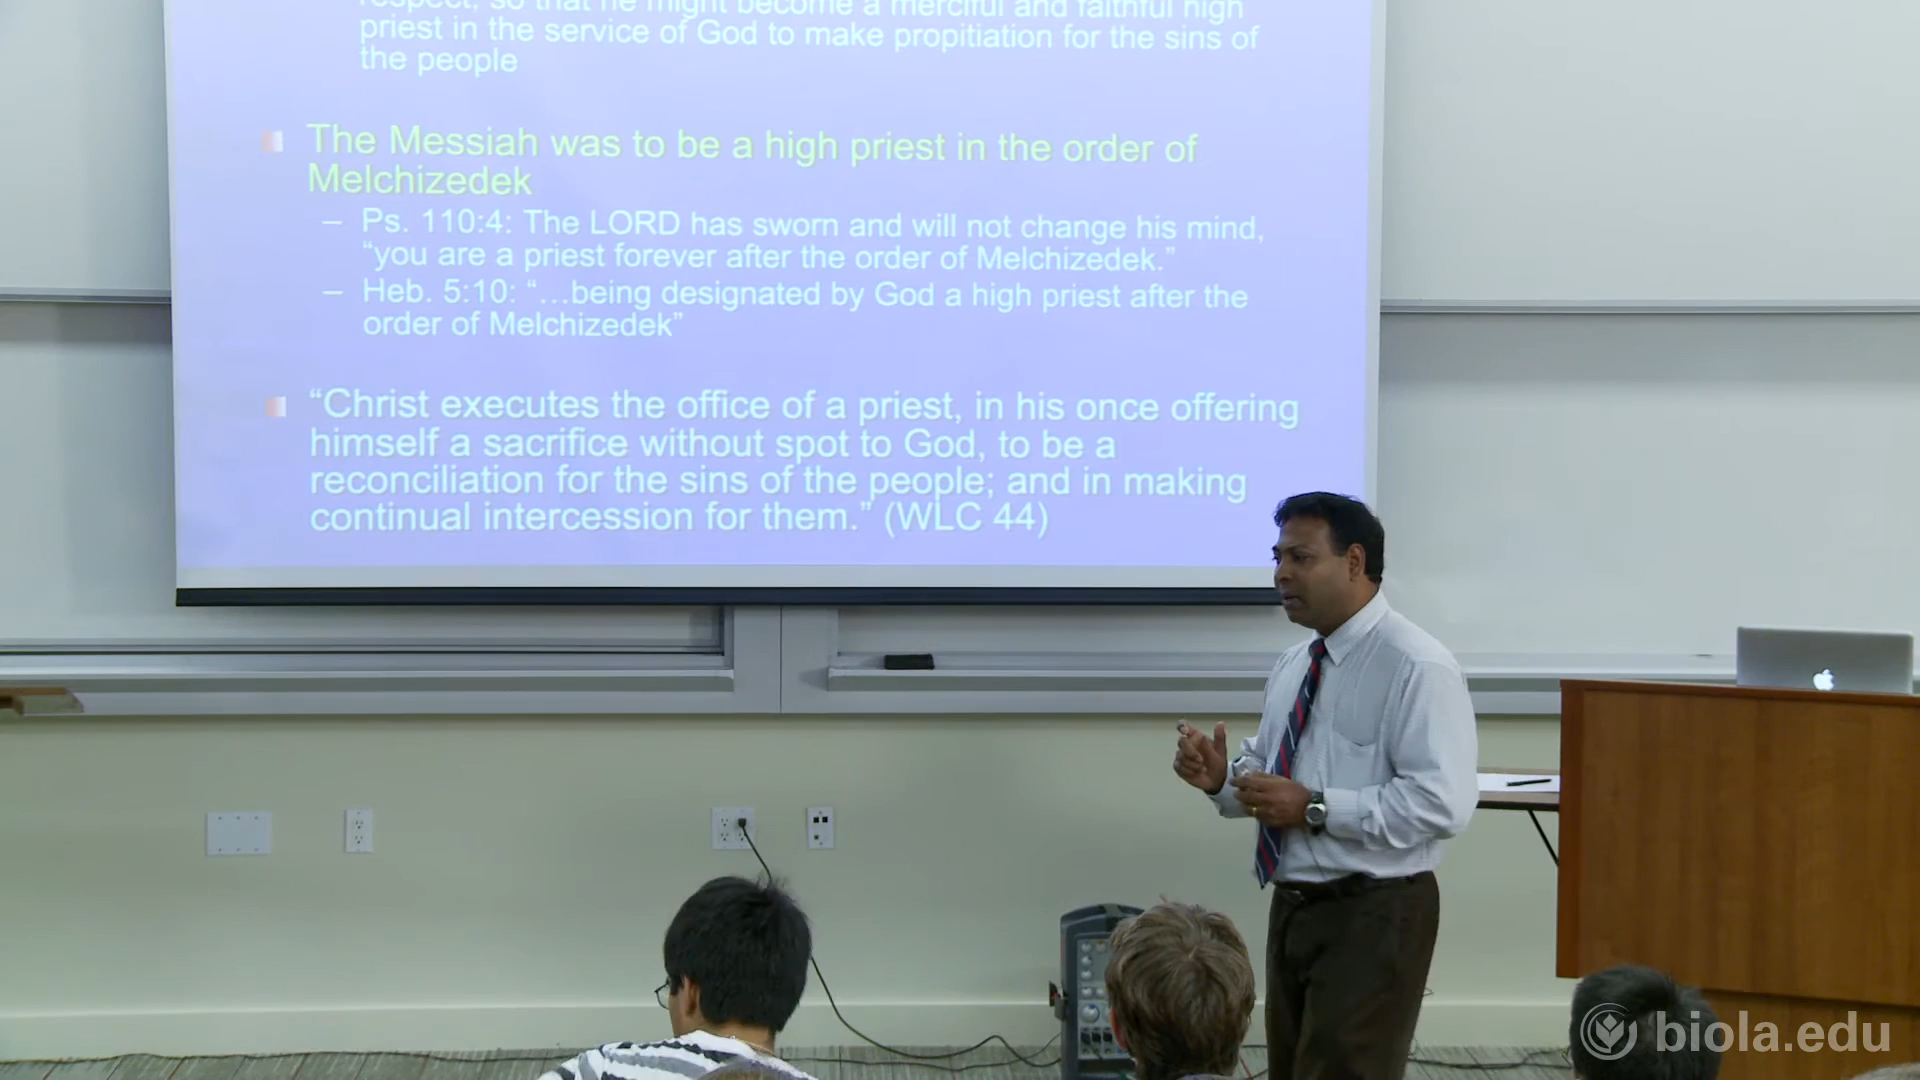 respect, so that he might become a merciful and faithful high
priest in the service of God to make propitiation for the sins of
the people
The Messiah was to be a high priest in the order of
Melchizedek
– Ps. 110:4: The LORD has sworn and will not change his mind,
“you are a priest forever after the order of Melchizedek.”
– Heb. 5:10: “…being designated by God a high priest after the
order of Melchizedek”
“Christ executes the office of a priest, in his once offering
himself a sacrifice without spot to God, to be a
reconciliation for the sins of the people; and in making
continual intercession for them.” (WLC 44)
biola.edu